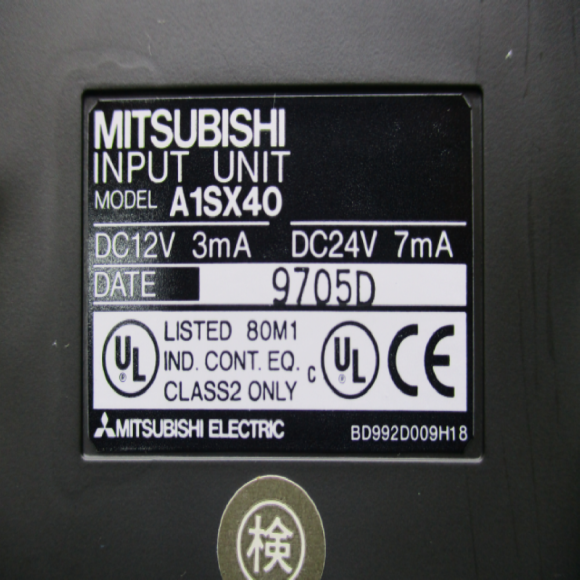 MITSUBISHI
INPUT UNIT
MODEL A1SX40
DC12V 3mA DC24V 7mA
DATE 9705D
UL LISTED 80M1
IND. CONT. EQ. C UL CE
CLASS2 ONLY
MITSUBISHI ELECTRIC BD992D009H18
検